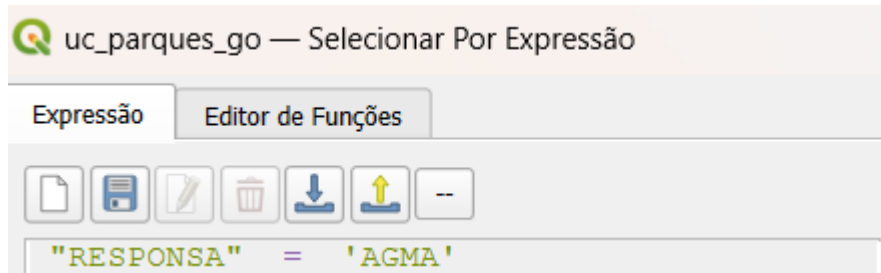 uc_parques_go — Selecionar Por Expressão
Expressão Editor de Funções
--
"RESPONSA" = 'AGMA'